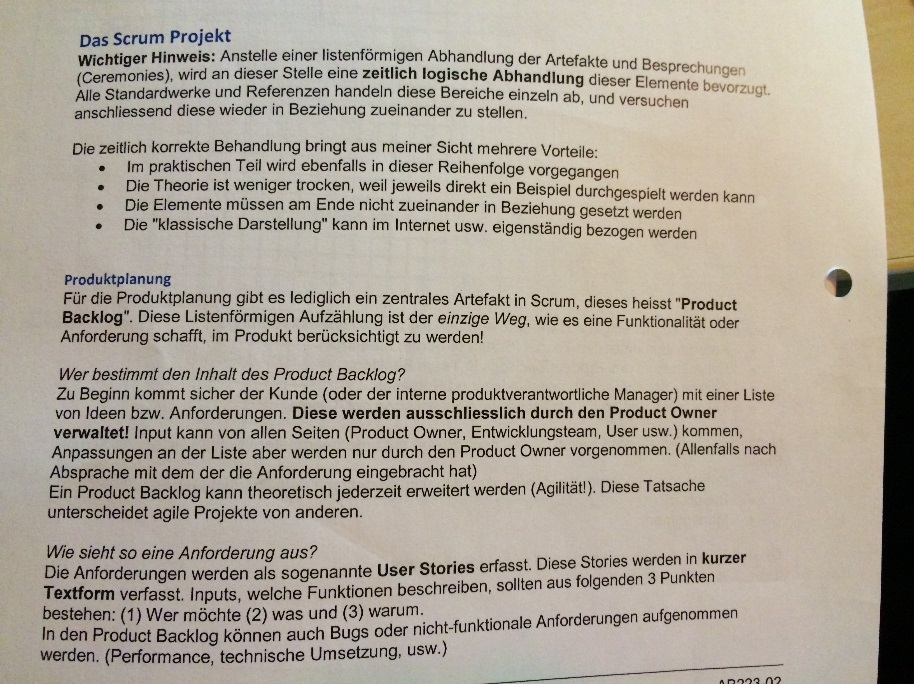 Das Scrum Projekt
Wichtiger Hinweis: Anstelle einer listenförmigen Abhandlung der Artefakte und Besprechungen
(Ceremonies), wird an dieser Stelle eine zeitlich logische Abhandlung dieser Elemente bevorzugt.
Alle Standardwerke und Referenzen handeln diese Bereiche einzeln ab, und versuchen
anschliessend diese wieder in Beziehung zueinander zu stellen.
Die zeitlich korrekte Behandlung bringt aus meiner Sicht mehrere Vorteile:
• Im praktischen Teil wird ebenfalls in dieser Reihenfolge vorgegangen
• Die Theorie ist weniger trocken, weil jeweils direkt ein Beispiel durchgespielt werden kann
• Die Elemente müssen am Ende nicht zueinander in Beziehung gesetzt werden
• Die "klassische Darstellung" kann im Internet usw. eigenständig bezogen werden
Produktplanung
Für die Produktplanung gibt es lediglich ein zentrales Artefakt in Scrum, dieses heisst "Product
Backlog". Diese Listenförmigen Aufzählung ist der einzige Weg, wie es eine Funktionalität oder
Anforderung schafft, im Produkt berücksichtigt zu werden!
Wer bestimmt den Inhalt des Product Backlog?
Zu Beginn kommt sicher der Kunde (oder der interne produktverantwortliche Manager) mit einer Liste
von Ideen bzw. Anforderungen. Diese werden ausschliesslich durch den Product Owner
verwaltet! Input kann von allen Seiten (Product Owner, Entwicklungsteam, User usw.) kommen,
Anpassungen an der Liste aber werden nur durch den Product Owner vorgenommen. (Allenfalls nach
Absprache mit dem der die Anforderung eingebracht hat)
Ein Product Backlog kann theoretisch jederzeit erweitert werden (Agilität!). Diese Tatsache
unterscheidet agile Projekte von anderen.
Wie sieht so eine Anforderung aus?
Die Anforderungen werden als sogenannte User Stories erfasst. Diese Stories werden in kurzer
Textform verfasst. Inputs, welche Funktionen beschreiben, sollten aus folgenden 3 Punkten
bestehen: (1) Wer möchte (2) was und (3) warum.
In den Product Backlog können auch Bugs oder nicht-funktionale Anforderungen aufgenommen
werden. (Performance, technische Umsetzung, usw.)